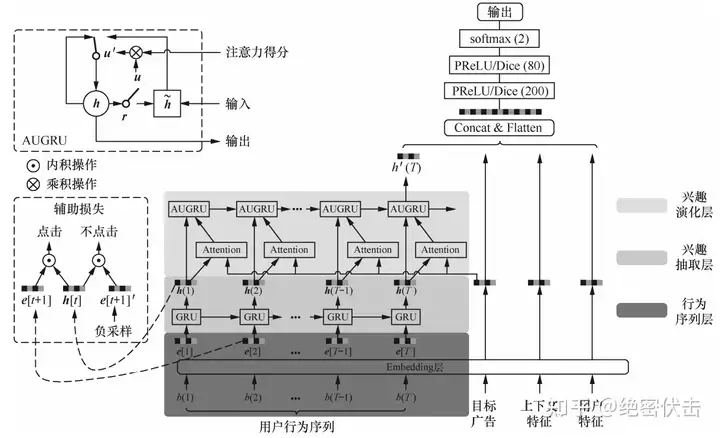 输出
softmax (2)
PReLU/Dice (80)
PReLU/Dice (200)
Concat & Flatten
u'
注意力得分
u
h
r
h̃
输入
AUGRU
输出
内积操作
乘积操作
辅助损失
点击
不点击
e[t+1]
h[t]
e[t+1]'
负采样
h'(T)
AUGRU
AUGRU
...
AUGRU
AUGRU
Attention
Attention
Attention
Attention
h(1)
h(2)
h(T-1)
h(T)
GRU
GRU
...
GRU
GRU
e[1]
e[2]
...
e[T-1]
e[T]
Embedding层
b(1)
b(2)
...
b(T-1)
b(T)
用户行为序列
目标
广告
上下文
特征
用户
特征
兴趣
演化层
兴趣
抽取层
行为
序列层
知乎 @绝密伏击